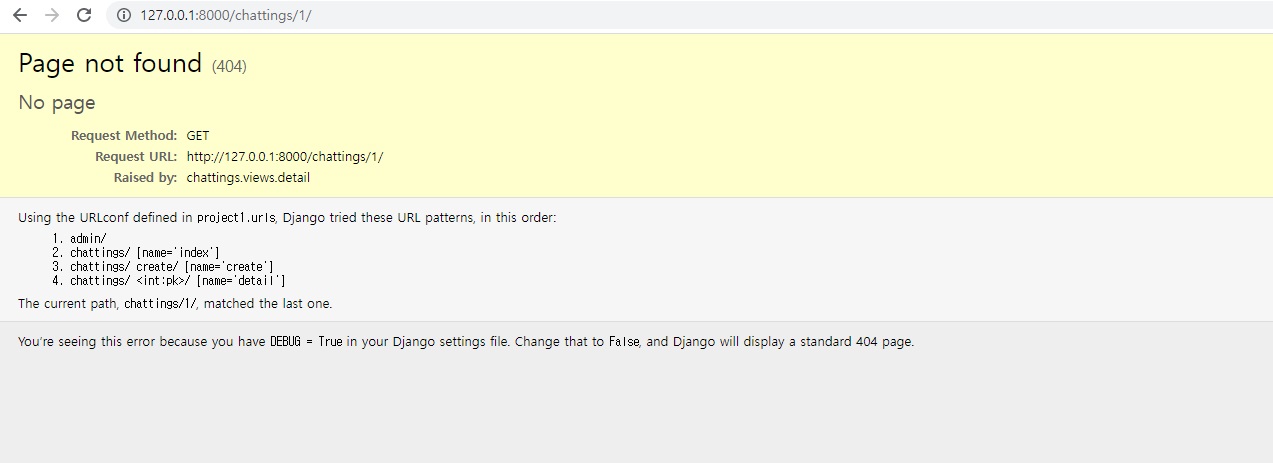 127.0.0.1:8000/chattings/1/
Page not found (404)
No page
Request Method: GET
Request URL: http://127.0.0.1:8000/chattings/1/
Raised by: chattings.views.detail
Using the URLconf defined in project1.urls, Django tried these URL patterns, in this order:
1. admin/
2. chattings/ [name='index']
3. chattings/ create/ [name='create']
4. chattings/ <int:pk>/ [name='detail']
The current path, chattings/1/, matched the last one.
You're seeing this error because you have DEBUG = True in your Django settings file. Change that to False, and Django will display a standard 404 page.